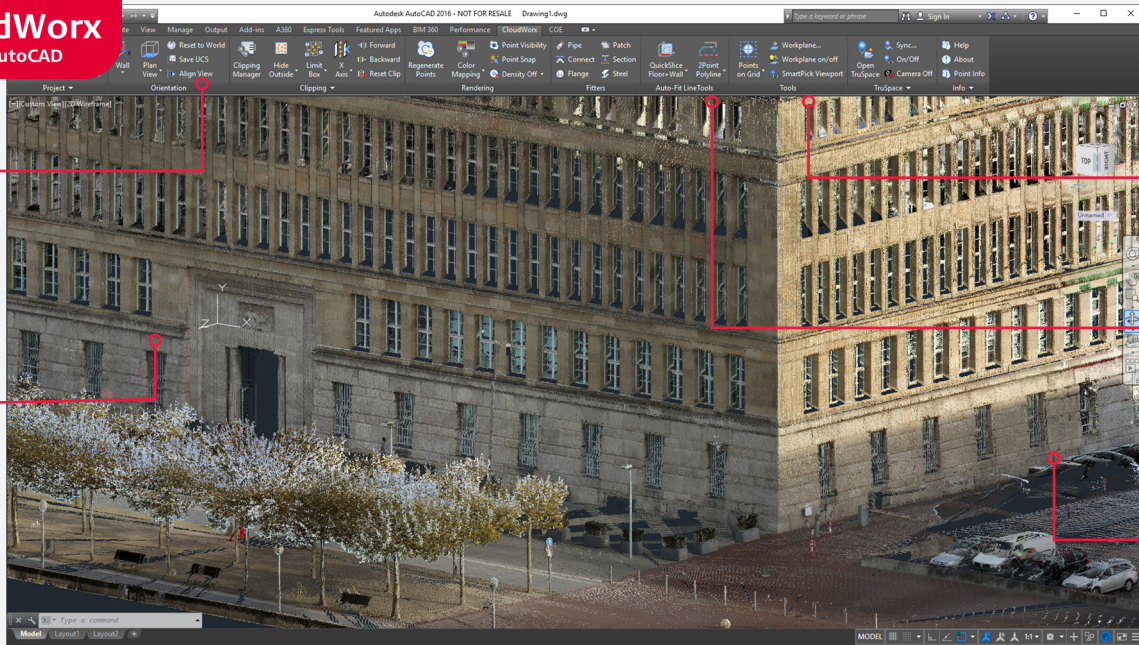 dWorx
utoCAD
Autodesk AutoCAD 2016 - NOT FOR RESALE Drawing1.dwg
Type a keyword or phrase
Sign In
te View Manage Output Add-ins A360 Express Tools Featured Apps BIM 360 Performance CloudWorx COE
Wall
Plan
View
Reset to World
Save UCS
Align View
Clipping
Manager
Hide
Outside
Limit
Box
X
Axis
Forward
Backward
Reset Clip
Regenerate
Points
Color
Mapping
Point Visibility
Point Snap
Density Off
Pipe
Connect
Flange
Patch
Section
Steel
QuickSlice
Floor+Wall
2Point
Polyline
Points
on Grid
Workplane...
Workplane on/off
SmartPick Viewport
Open
TruSpace
Sync...
On/Off
Camera Off
Help
About
Point Info
Project Orientation Clipping Rendering Fitters Auto-Fit LineTools Tools TruSpace Info
[-][Custom View][2D Wireframe]
TOP
RIGHT
Unnamed
Y
Z
X
Type a command
Model Layout1 Layout2 +
MODEL
1:1